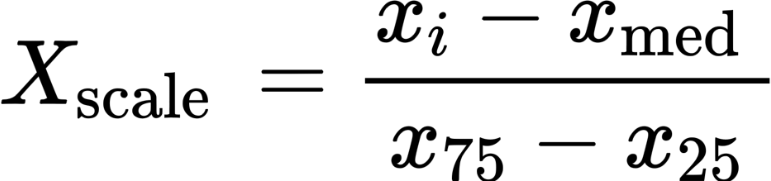 X_scale = (x_i − x_med) / (x_75 − x_25)